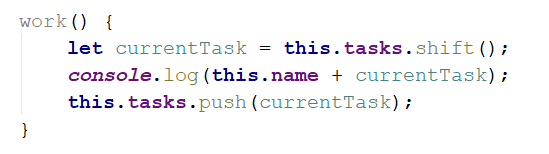 work() {
    let currentTask = this.tasks.shift();
    console.log(this.name + currentTask);
    this.tasks.push(currentTask);
}